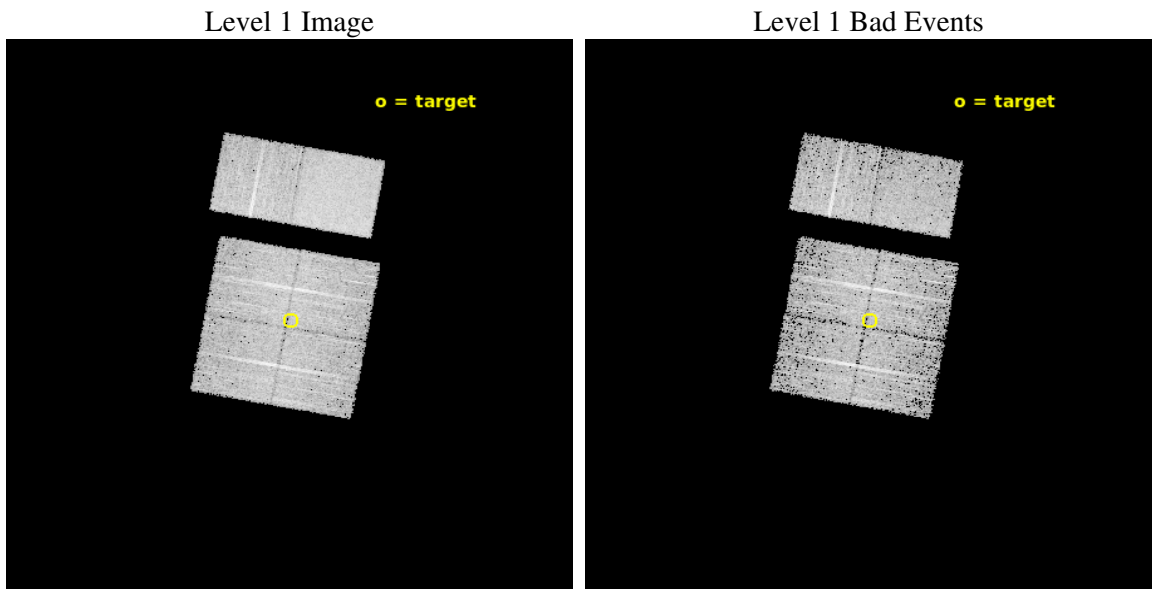 Level 1 Image
Level 1 Bad Events
o = target
o = target